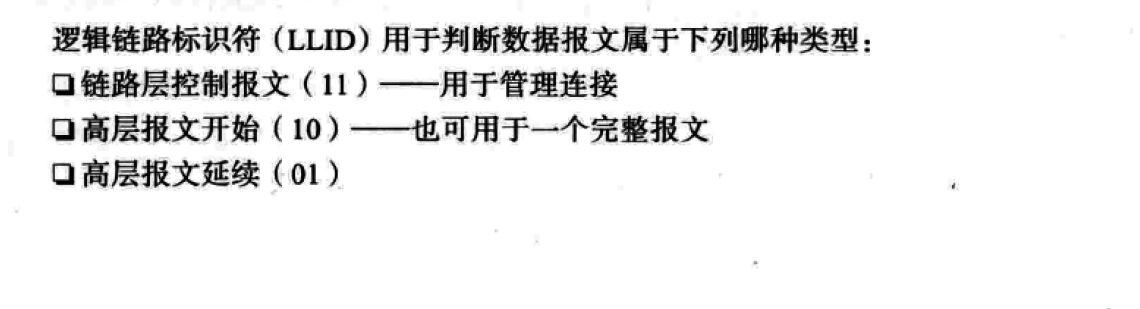 逻辑链路标识符（LLID）用于判断数据报文属于下列哪种类型：
❏ 链路层控制报文（11）——用于管理连接
❏ 高层报文开始（10）——也可用于一个完整报文
❏ 高层报文延续（01）